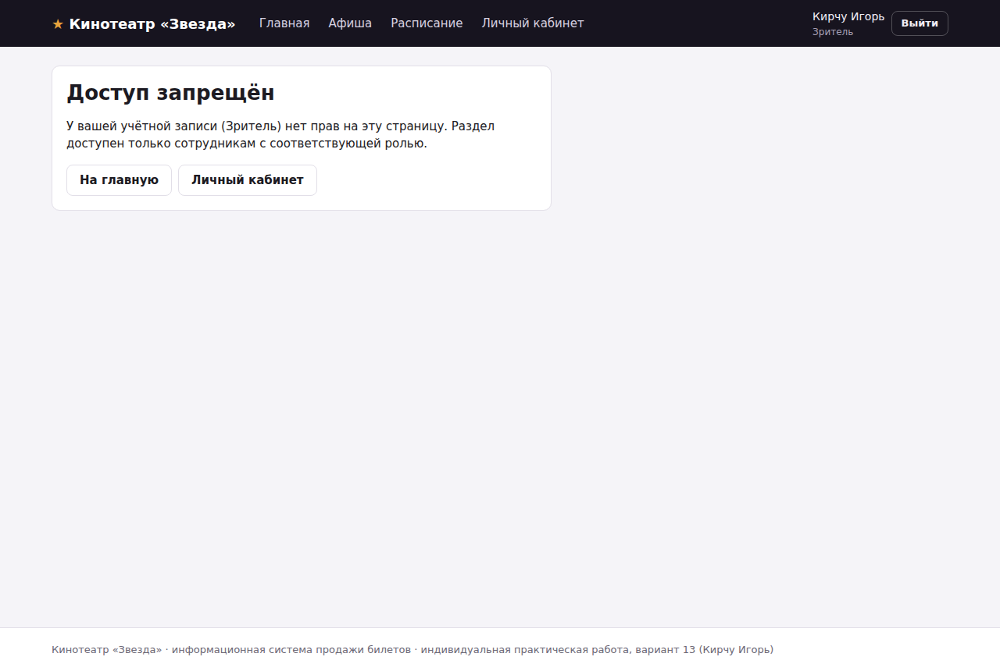 ★ Кинотеатр «Звезда»
Главная
Афиша
Расписание
Личный кабинет
Кирчу Игорь
Зритель
Выйти
Доступ запрещён
У вашей учётной записи (Зритель) нет прав на эту страницу. Раздел
доступен только сотрудникам с соответствующей ролью.
На главную
Личный кабинет
Кинотеатр «Звезда» · информационная система продажи билетов · индивидуальная практическая работа, вариант 13 (Кирчу Игорь)